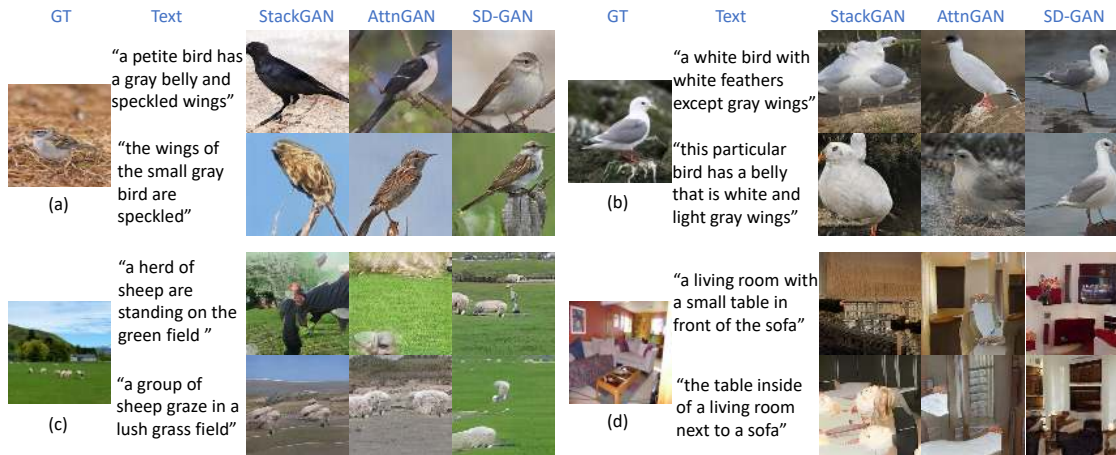 GT Text StackGAN AttnGAN SD-GAN
“a petite bird has
a gray belly and
speckled wings”
“the wings of
the small gray
bird are
speckled”
(a)
GT Text StackGAN AttnGAN SD-GAN
“a white bird with
white feathers
except gray wings”
“this particular
bird has a belly
that is white and
light gray wings”
(b)
“a herd of
sheep are
standing on the
green field ”
“a group of
sheep graze in a
lush grass field”
(c)
“a living room with
a small table in
front of the sofa”
“the table inside
of a living room
next to a sofa”
(d)